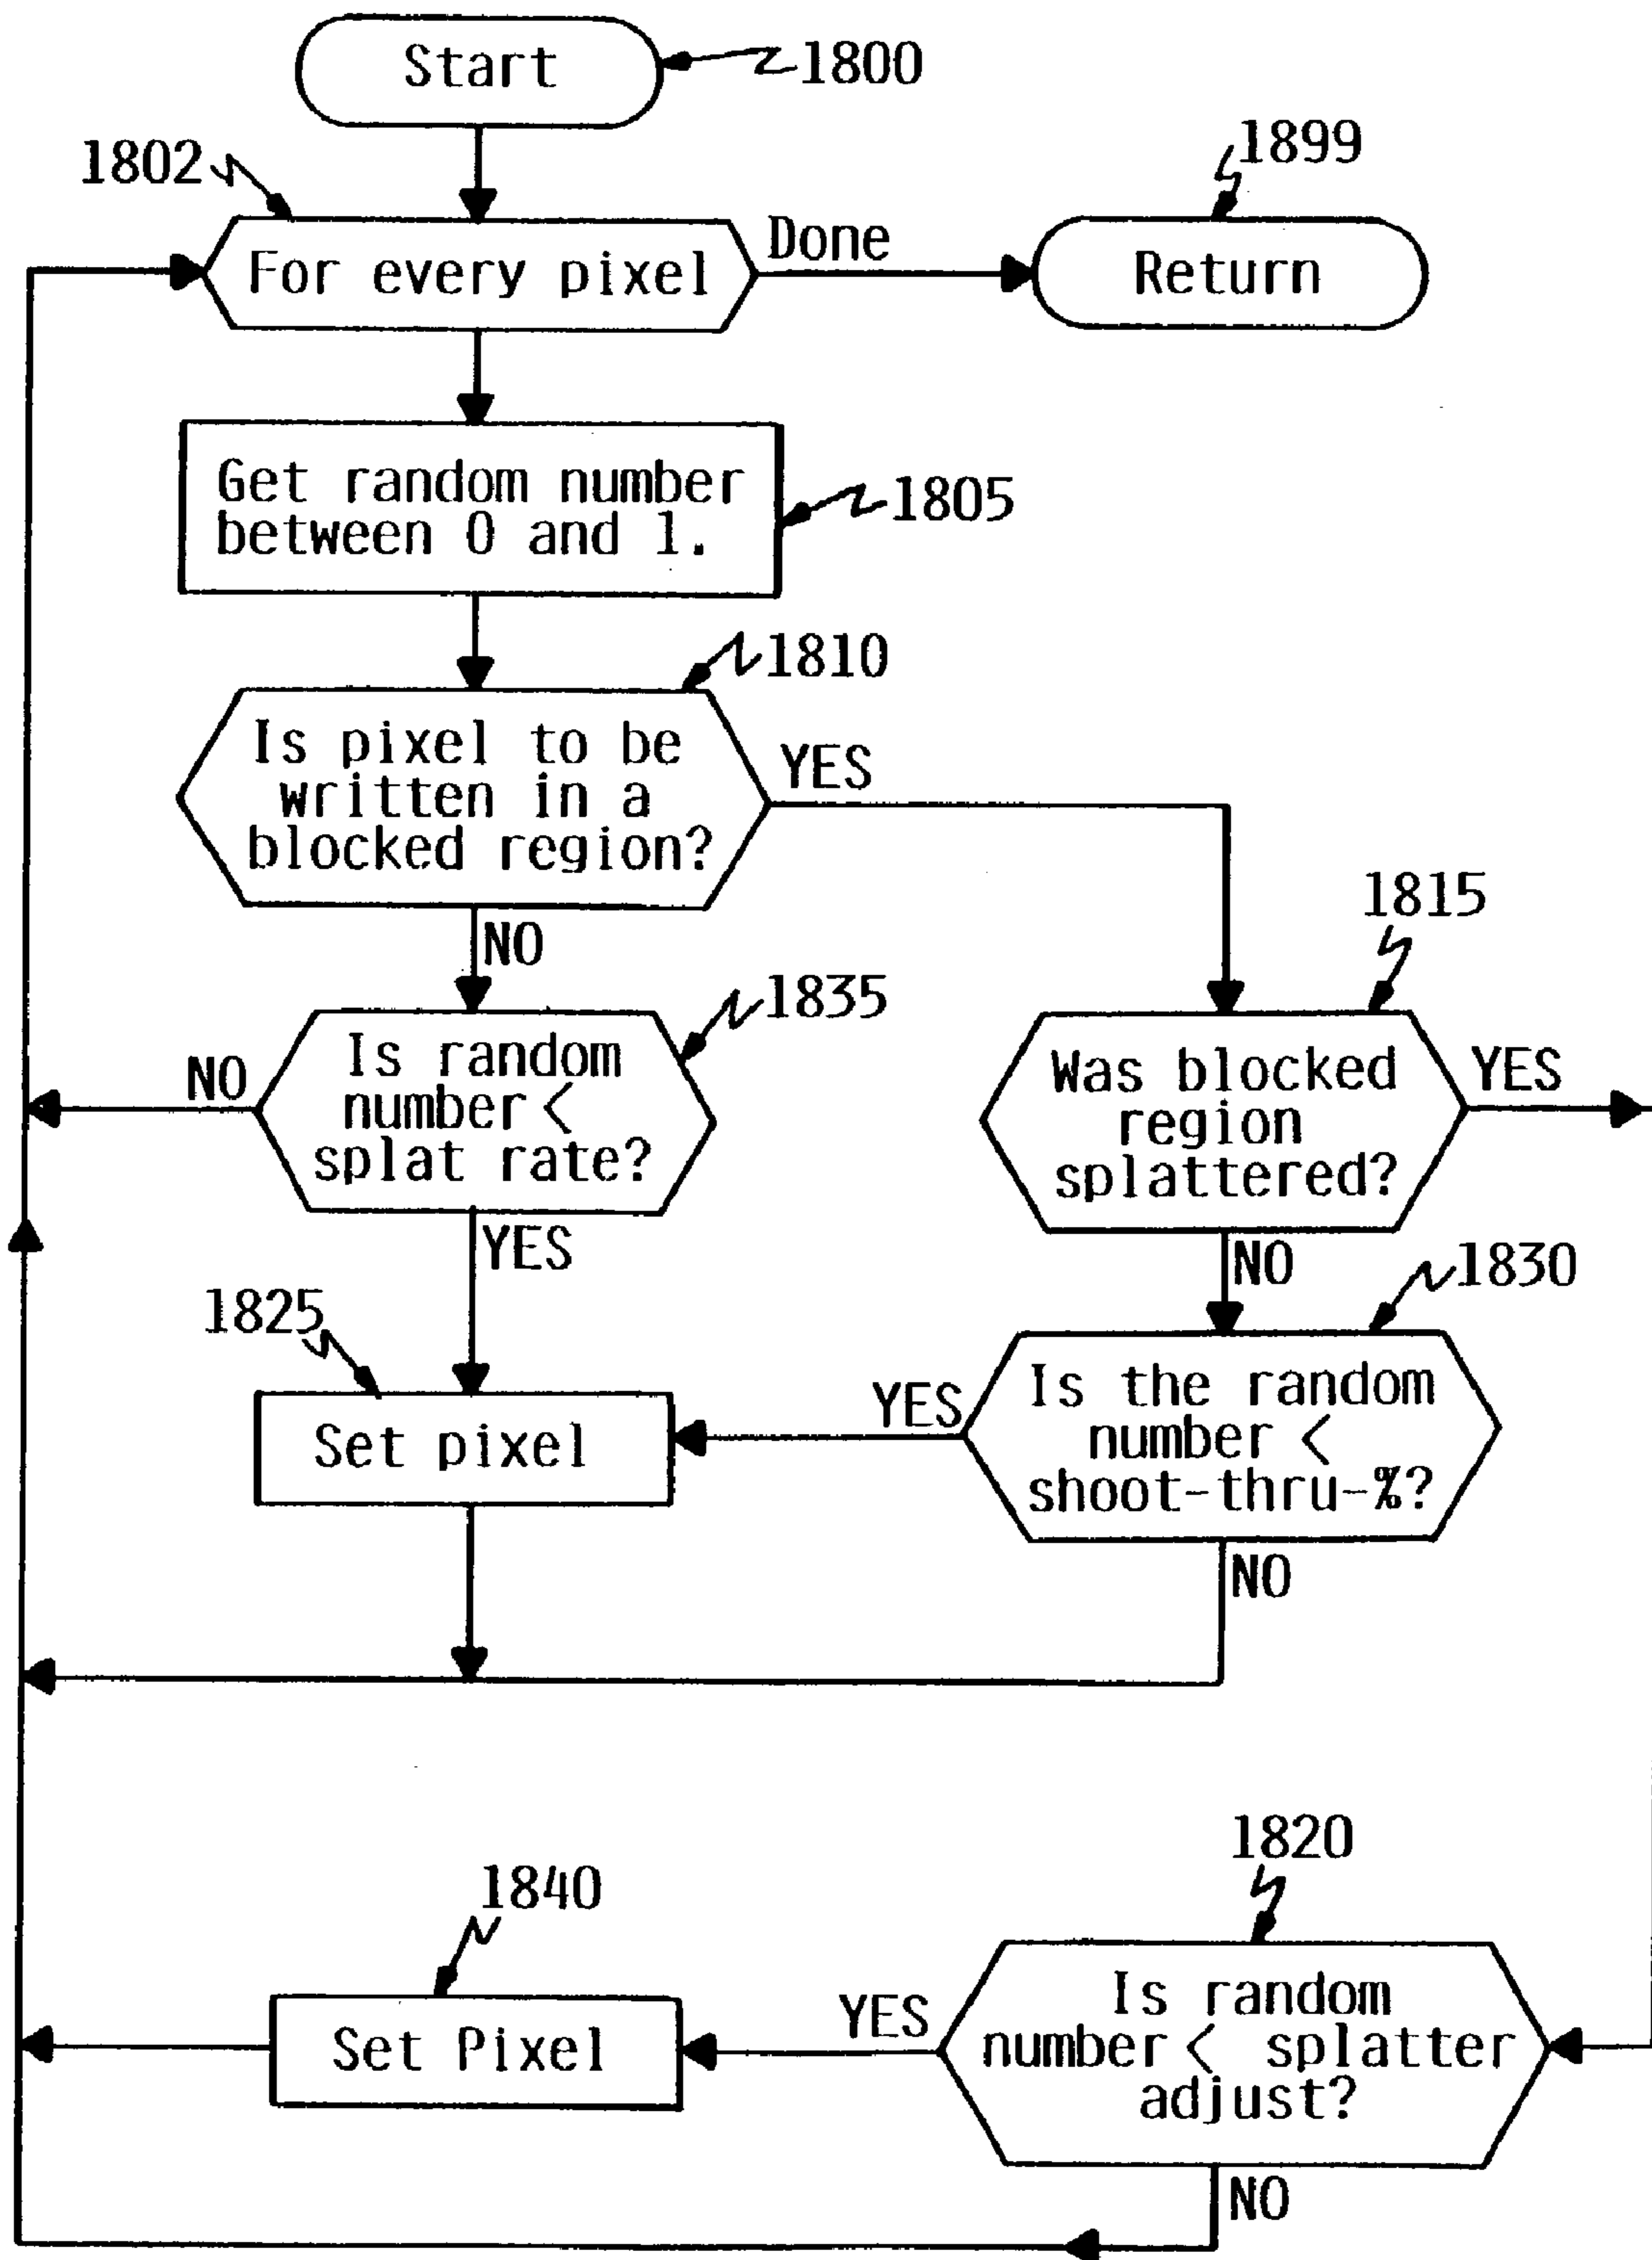 Start
1800
1802
1899
For every pixel
Done
Return
Get random number
between 0 and 1.
1805
1810
Is pixel to be
written in a
blocked region?
YES
NO
1815
1835
Is random
number <
splat rate?
NO
YES
Was blocked
region
splattered?
YES
NO
1830
1825
Set pixel
YES
Is the random
number <
shoot-thru-%?
NO
1820
1840
Set Pixel
YES
Is random
number < splatter
adjust?
NO